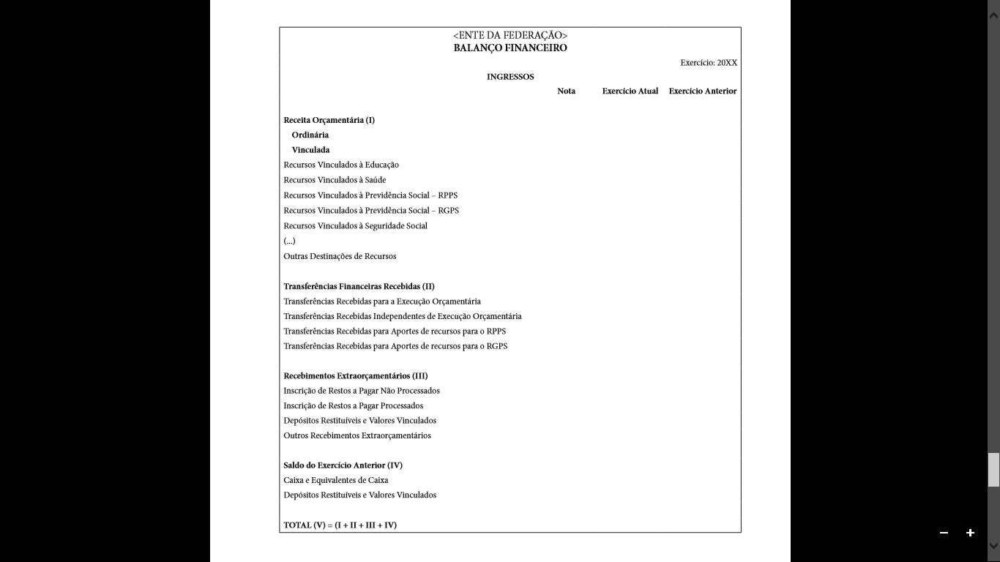 <ENTE DA FEDERAÇÃO>
BALANÇO FINANCEIRO
Exercício: 20XX
INGRESSOS
Nota Exercício Atual Exercício Anterior
Receita Orçamentária (I)
Ordinária
Vinculada
Recursos Vinculados à Educação
Recursos Vinculados à Saúde
Recursos Vinculados à Previdência Social – RPPS
Recursos Vinculados à Previdência Social – RGPS
Recursos Vinculados à Seguridade Social
(...)
Outras Destinações de Recursos
Transferências Financeiras Recebidas (II)
Transferências Recebidas para a Execução Orçamentária
Transferências Recebidas Independentes de Execução Orçamentária
Transferências Recebidas para Aportes de recursos para o RPPS
Transferências Recebidas para Aportes de recursos para o RGPS
Recebimentos Extraorçamentários (III)
Inscrição de Restos a Pagar Não Processados
Inscrição de Restos a Pagar Processados
Depósitos Restituíveis e Valores Vinculados
Outros Recebimentos Extraorçamentários
Saldo do Exercício Anterior (IV)
Caixa e Equivalentes de Caixa
Depósitos Restituíveis e Valores Vinculados
TOTAL (V) = (I + II + III + IV)